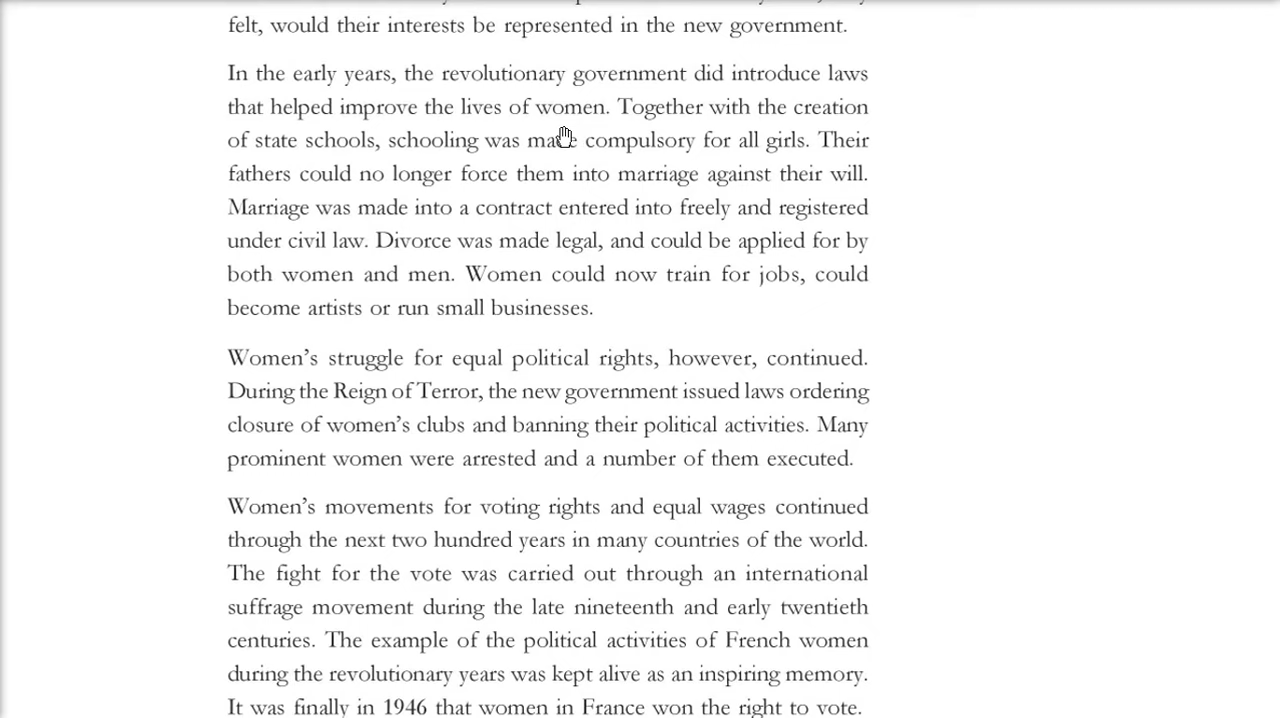 felt, would their interests be represented in the new government.
In the early years, the revolutionary government did introduce laws
that helped improve the lives of women. Together with the creation
of state schools, schooling was made compulsory for all girls. Their
fathers could no longer force them into marriage against their will.
Marriage was made into a contract entered into freely and registered
under civil law. Divorce was made legal, and could be applied for by
both women and men. Women could now train for jobs, could
become artists or run small businesses.
Women’s struggle for equal political rights, however, continued.
During the Reign of Terror, the new government issued laws ordering
closure of women’s clubs and banning their political activities. Many
prominent women were arrested and a number of them executed.
Women’s movements for voting rights and equal wages continued
through the next two hundred years in many countries of the world.
The fight for the vote was carried out through an international
suffrage movement during the late nineteenth and early twentieth
centuries. The example of the political activities of French women
during the revolutionary years was kept alive as an inspiring memory.
It was finally in 1946 that women in France won the right to vote.